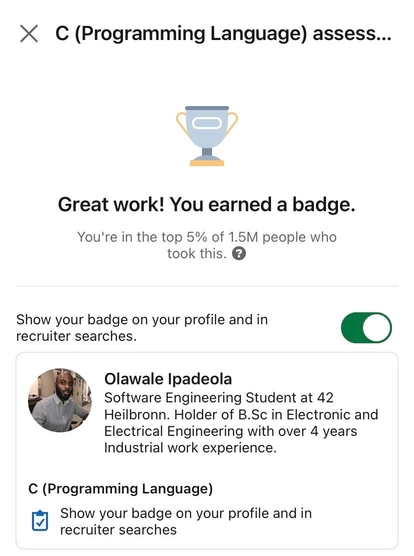 C (Programming Language) assess...
Great work! You earned a badge.
You're in the top 5% of 1.5M people who
took this. ?
Show your badge on your profile and in
recruiter searches.
Olawale Ipadeola
Software Engineering Student at 42
Heilbronn. Holder of B.Sc in Electronic and
Electrical Engineering with over 4 years
Industrial work experience.
C (Programming Language)
Show your badge on your profile and in
recruiter searches